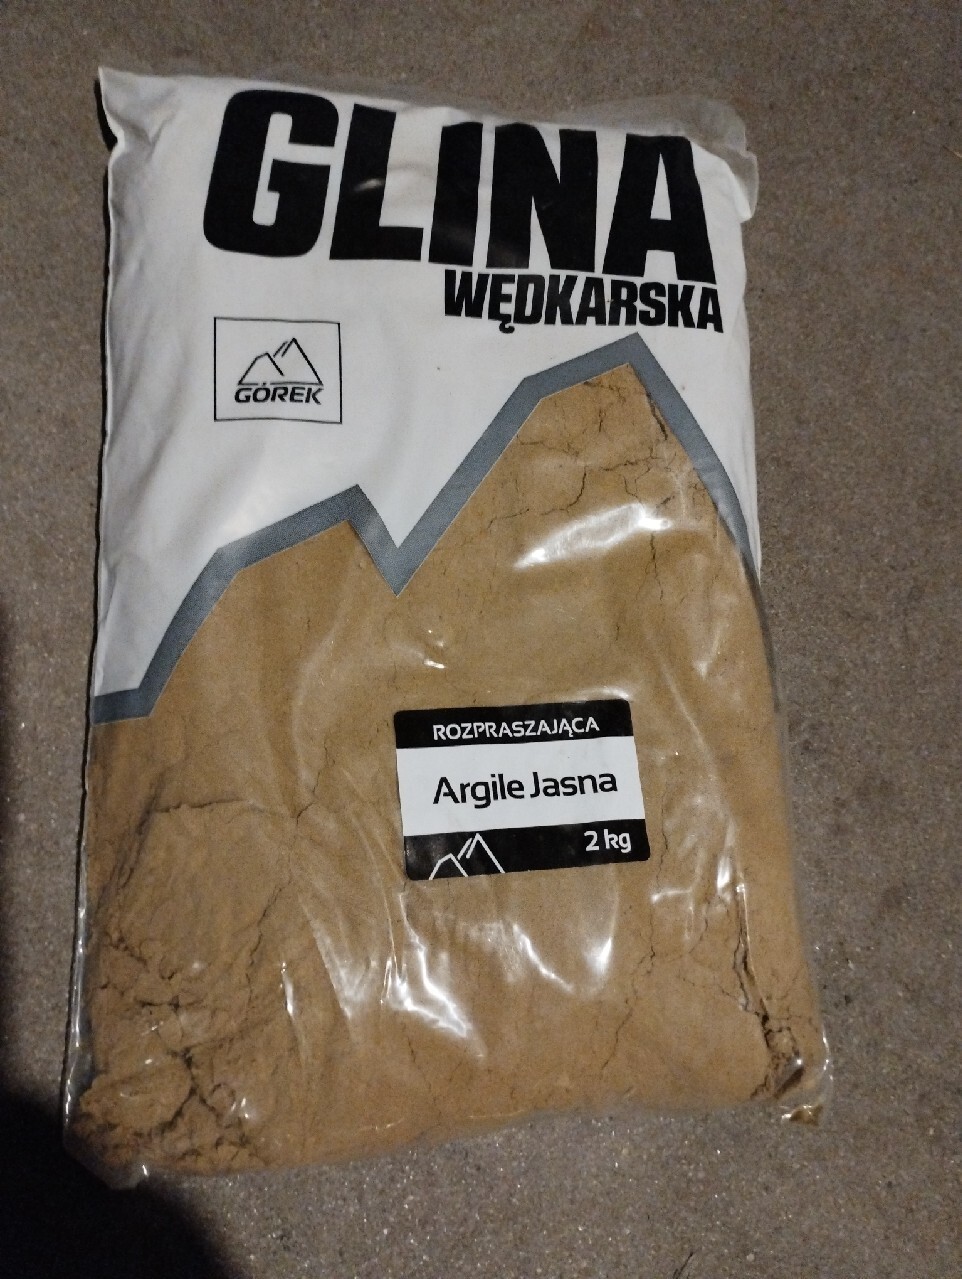 GLINA
WĘDKARSKA
GÓREK
ROZPRASZAJĄCA
Argile Jasna
2 kg